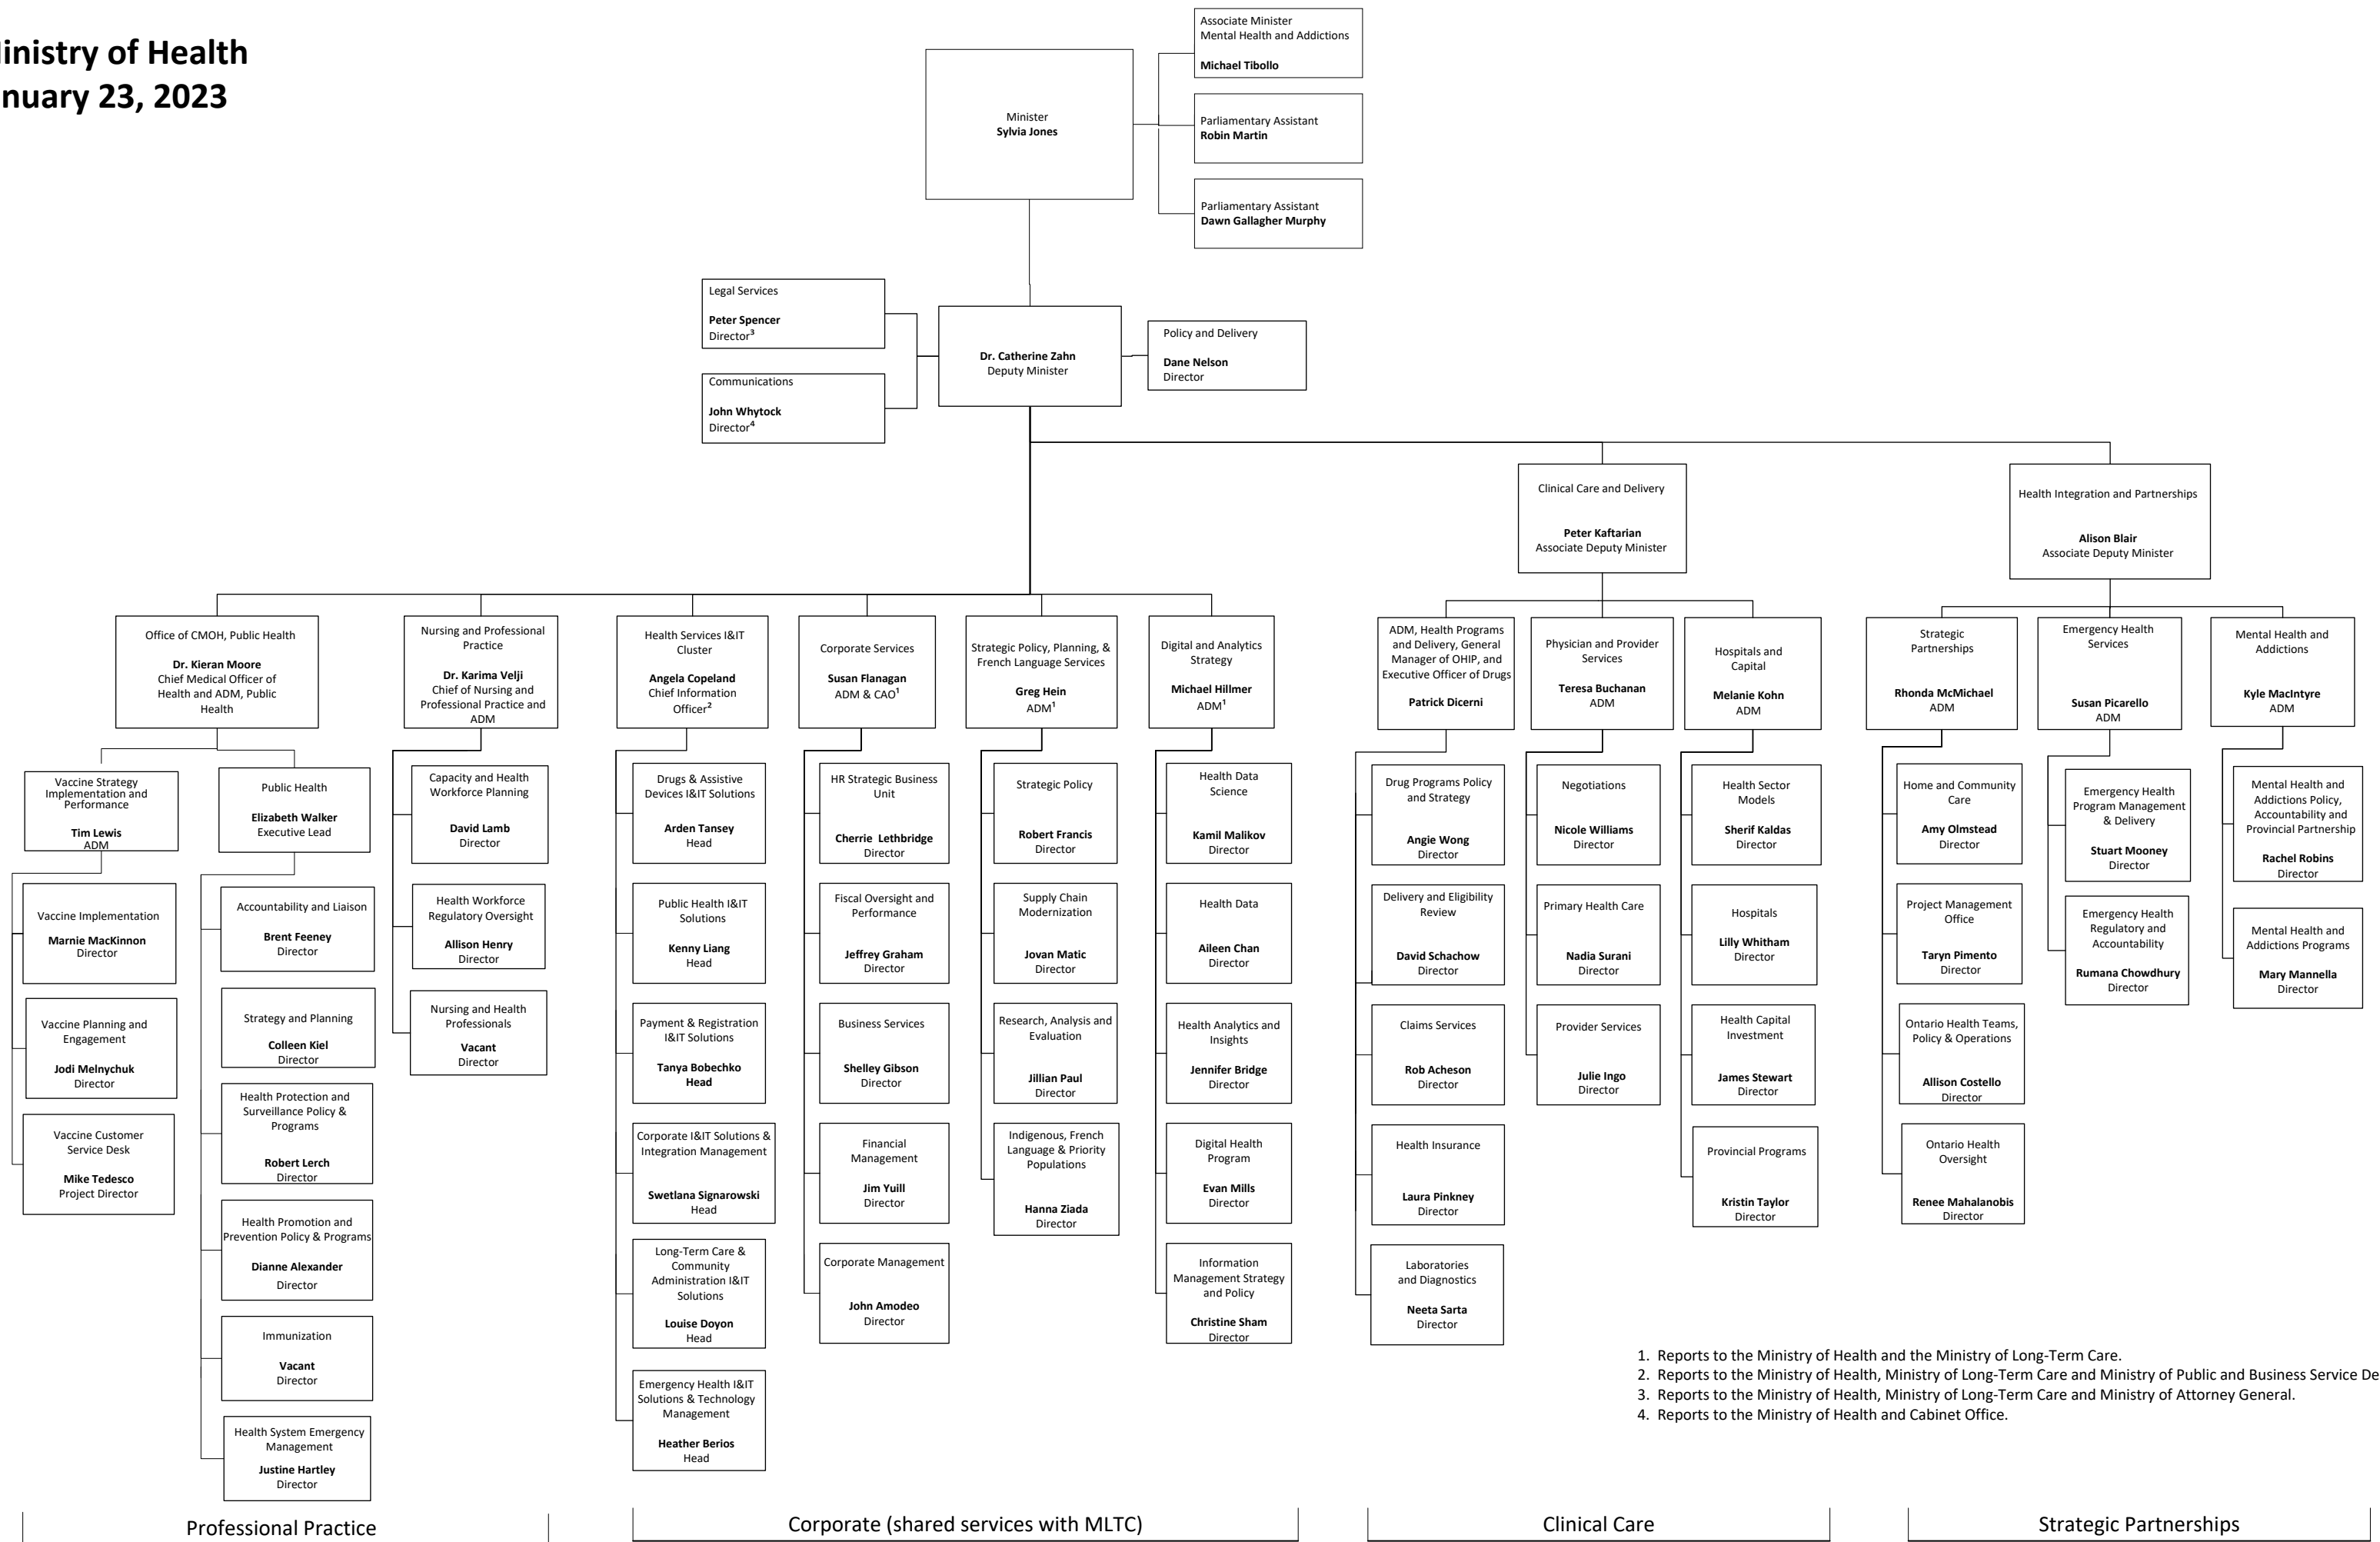 inistry of Health
nuary 23, 2023
Associate Minister
Mental Health and Addictions
Michael Tibollo
Minister
Sylvia Jones
Parliamentary Assistant
Robin Martin
Parliamentary Assistant
Dawn Gallagher Murphy
Legal Services
Peter Spencer
Director³
Communications
John Whytock
Director⁴
Dr. Catherine Zahn
Deputy Minister
Policy and Delivery
Dane Nelson
Director
Clinical Care and Delivery
Peter Kaftarian
Associate Deputy Minister
Health Integration and Partnerships
Alison Blair
Associate Deputy Minister
Office of CMOH, Public Health
Dr. Kieran Moore
Chief Medical Officer of
Health and ADM, Public
Health
Nursing and Professional
Practice
Dr. Karima Velji
Chief of Nursing and
Professional Practice and
ADM
Health Services I&IT
Cluster
Angela Copeland
Chief Information
Officer²
Corporate Services
Susan Flanagan
ADM & CAO¹
Strategic Policy, Planning, &
French Language Services
Greg Hein
ADM¹
Digital and Analytics
Strategy
Michael Hillmer
ADM¹
ADM, Health Programs
and Delivery, General
Manager of OHIP, and
Executive Officer of Drugs
Patrick Dicerni
Physician and Provider
Services
Teresa Buchanan
ADM
Hospitals and
Capital
Melanie Kohn
ADM
Strategic
Partnerships
Rhonda McMichael
ADM
Emergency Health
Services
Susan Picarello
ADM
Mental Health and
Addictions
Kyle MacIntyre
ADM
Vaccine Strategy
Implementation and
Performance
Tim Lewis
ADM
Vaccine Implementation
Marnie MacKinnon
Director
Vaccine Planning and
Engagement
Jodi Melnychuk
Director
Vaccine Customer
Service Desk
Mike Tedesco
Project Director
Public Health
Elizabeth Walker
Executive Lead
Accountability and Liaison
Brent Feeney
Director
Strategy and Planning
Colleen Kiel
Director
Health Protection and
Surveillance Policy &
Programs
Robert Lerch
Director
Health Promotion and
Prevention Policy & Programs
Dianne Alexander
Director
Immunization
Vacant
Director
Health System Emergency
Management
Justine Hartley
Director
Capacity and Health
Workforce Planning
David Lamb
Director
Health Workforce
Regulatory Oversight
Allison Henry
Director
Nursing and Health
Professionals
Vacant
Director
Drugs & Assistive
Devices I&IT Solutions
Arden Tansey
Head
Public Health I&IT
Solutions
Kenny Liang
Head
Payment & Registration
I&IT Solutions
Tanya Bobechko
Head
Corporate I&IT Solutions &
Integration Management
Swetlana Signarowski
Head
Long-Term Care &
Community
Administration I&IT
Solutions
Louise Doyon
Head
Emergency Health I&IT
Solutions & Technology
Management
Heather Berios
Head
HR Strategic Business
Unit
Cherrie Lethbridge
Director
Fiscal Oversight and
Performance
Jeffrey Graham
Director
Business Services
Shelley Gibson
Director
Financial
Management
Jim Yuill
Director
Corporate Management
John Amodeo
Director
Strategic Policy
Robert Francis
Director
Supply Chain
Modernization
Jovan Matic
Director
Research, Analysis and
Evaluation
Jillian Paul
Director
Indigenous, French
Language & Priority
Populations
Hanna Ziada
Director
Health Data
Science
Kamil Malikov
Director
Health Data
Aileen Chan
Director
Health Analytics and
Insights
Jennifer Bridge
Director
Digital Health
Program
Evan Mills
Director
Information
Management Strategy
and Policy
Christine Sham
Director
Drug Programs Policy
and Strategy
Angie Wong
Director
Delivery and Eligibility
Review
David Schachow
Director
Claims Services
Rob Acheson
Director
Health Insurance
Laura Pinkney
Director
Laboratories
and Diagnostics
Neeta Sarta
Director
Negotiations
Nicole Williams
Director
Primary Health Care
Nadia Surani
Director
Provider Services
Julie Ingo
Director
Health Sector
Models
Sherif Kaldas
Director
Hospitals
Lilly Whitham
Director
Health Capital
Investment
James Stewart
Director
Provincial Programs
Kristin Taylor
Director
Home and Community
Care
Amy Olmstead
Director
Project Management
Office
Taryn Pimento
Director
Ontario Health Teams,
Policy & Operations
Allison Costello
Director
Ontario Health
Oversight
Renee Mahalanobis
Director
Emergency Health
Program Management
& Delivery
Stuart Mooney
Director
Emergency Health
Regulatory and
Accountability
Rumana Chowdhury
Director
Mental Health and
Addictions Policy,
Accountability and
Provincial Partnership
Rachel Robins
Director
Mental Health and
Addictions Programs
Mary Mannella
Director
1. Reports to the Ministry of Health and the Ministry of Long-Term Care.
2. Reports to the Ministry of Health, Ministry of Long-Term Care and Ministry of Public and Business Service De
3. Reports to the Ministry of Health, Ministry of Long-Term Care and Ministry of Attorney General.
4. Reports to the Ministry of Health and Cabinet Office.
Professional Practice
Corporate (shared services with MLTC)
Clinical Care
Strategic Partnerships